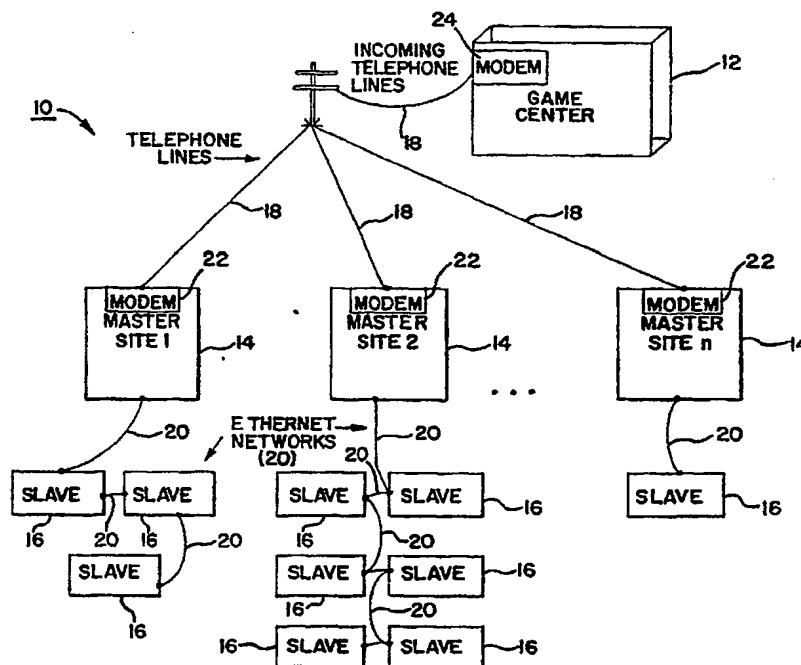 24
INCOMING
TELEPHONE
LINES
MODEM
12
GAME
CENTER
10
18
TELEPHONE
LINES
18
18
18
22
22
22
MODEM
MASTER
SITE 1
MODEM
MASTER
SITE 2
MODEM
MASTER
SITE n
14
14
14
...
20
ETHERNET
NETWORKS
(20)
20
20
20
SLAVE
SLAVE
SLAVE
SLAVE
SLAVE
16
20
16
20
16
16
16
20
SLAVE
SLAVE
SLAVE
16
16
16
20
16
SLAVE
SLAVE
16